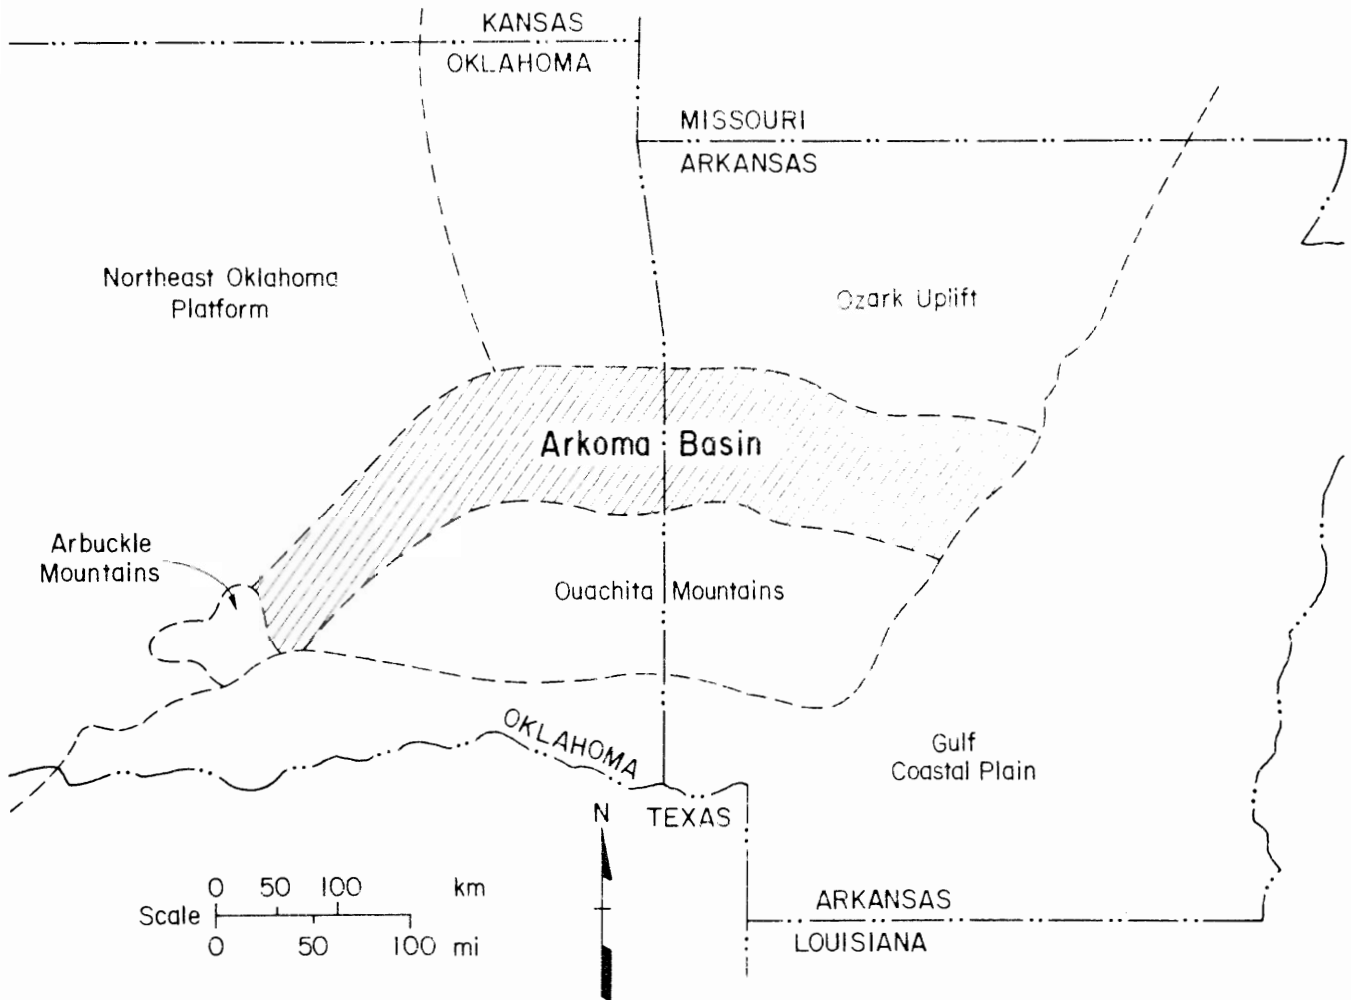 KANSAS
OKLAHOMA
MISSOURI
ARKANSAS
Northeast Oklahoma
Platform
Ozark Uplift
Arkoma Basin
Arbuckle
Mountains
Ouachita Mountains
OKLAHOMA
Gulf
Coastal Plain
N TEXAS
0 50 100 km
Scale
0 50 100 mi
ARKANSAS
LOUISIANA